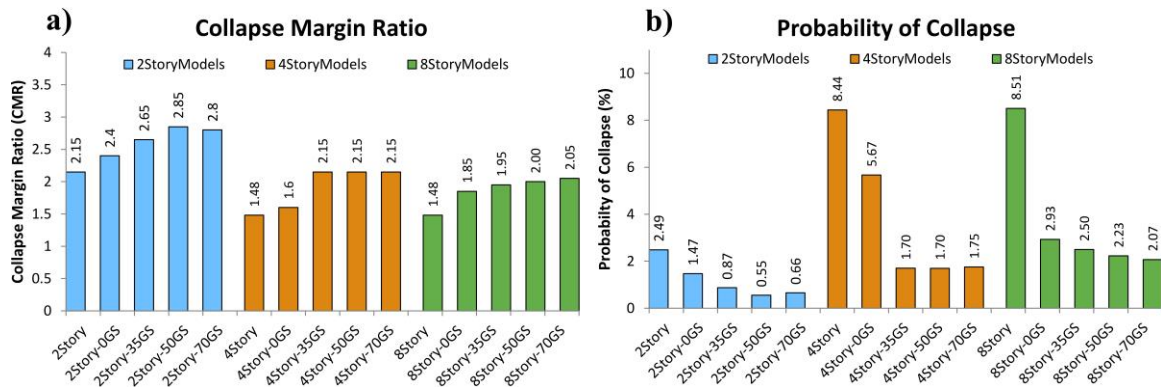 a)
Collapse Margin Ratio
Collapse Margin Ratio (CMR)
4
3.5
3
2.5
2
1.5
1
0.5
0
2StoryModels 4StoryModels 8StoryModels
2.15 2.4 2.65 2.85 2.8 1.48 1.6 2.15 2.15 2.15 1.48 1.85 1.95 2.00 2.05
2Story 2Story-0GS 2Story-35GS 2Story-50GS 2Story-70GS 4Story 4Story-0GS 4Story-35GS 4Story-50GS 4Story-70GS 8Story 8Story-0GS 8Story-35GS 8Story-50GS 8Story-70GS
b)
Probability of Collapse
Probability of Collapse (%)
10
8
6
4
2
0
2StoryModels 4StoryModels 8StoryModels
2.49 1.47 0.87 0.55 0.66 8.44 5.67 1.70 1.70 1.75 8.51 2.93 2.50 2.23 2.07
2Story 2Story-0GS 2Story-35GS 2Story-50GS 2Story-70GS 4Story 4Story-0GS 4Story-35GS 4Story-50GS 4Story-70GS 8Story 8Story-0GS 8Story-35GS 8Story-50GS 8Story-70GS